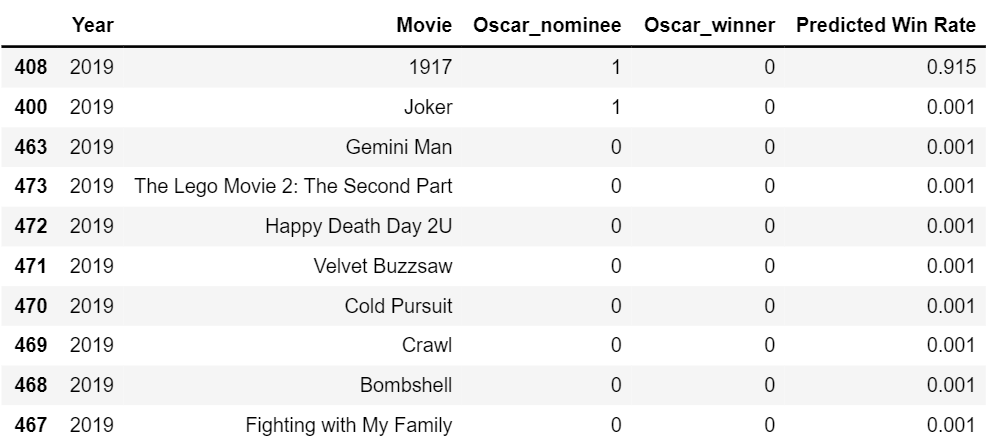 Year Movie Oscar_nominee Oscar_winner Predicted Win Rate
408 2019 1917 1 0 0.915
400 2019 Joker 1 0 0.001
463 2019 Gemini Man 0 0 0.001
473 2019 The Lego Movie 2: The Second Part 0 0 0.001
472 2019 Happy Death Day 2U 0 0 0.001
471 2019 Velvet Buzzsaw 0 0 0.001
470 2019 Cold Pursuit 0 0 0.001
469 2019 Crawl 0 0 0.001
468 2019 Bombshell 0 0 0.001
467 2019 Fighting with My Family 0 0 0.001